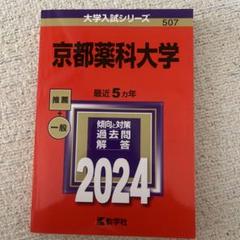 大学入試シリーズ
507
京都薬科大学
最近5カ年
推薦
+
一般
傾向と対策
過去問
解答
2024
教学社